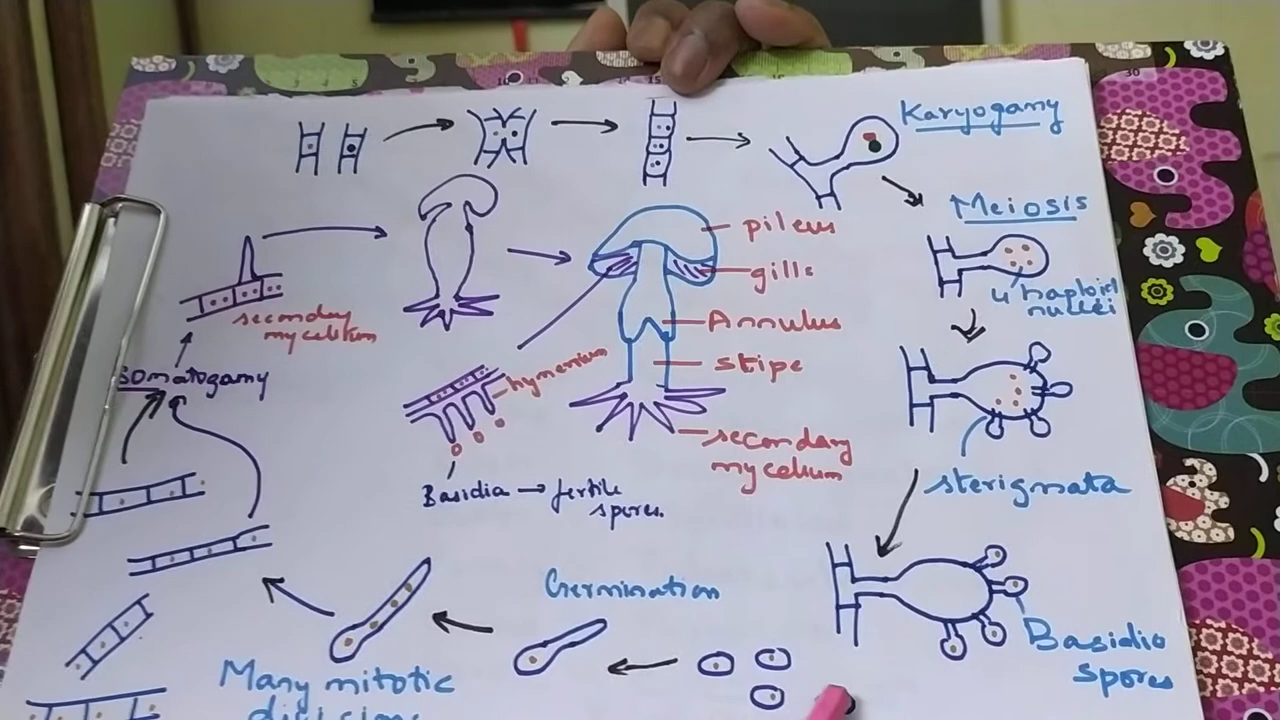 Karyogamy
Meiosis
4 haploid
nuclei
pileus
gills
Annulus
stipe
secondary
mycelium
secondary
mycelium
Somatogamy
hymenium
Basidia → fertile
spores.
sterigmata
Basidio
spores
Germination
Many mitotic
divisions